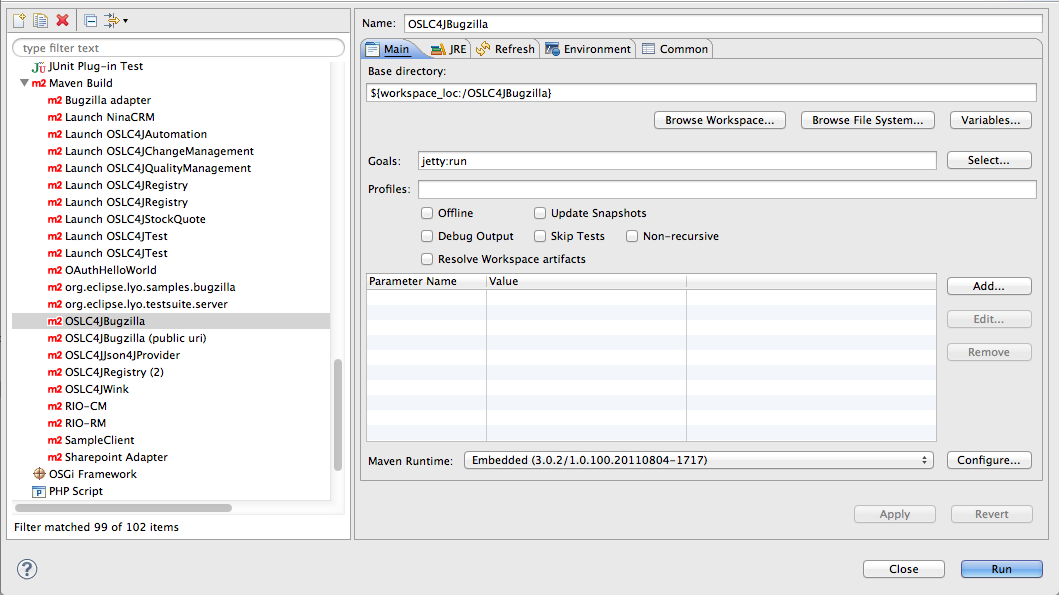 type filter text
JUnit Plug-in Test
m2 Maven Build
m2 Bugzilla adapter
m2 Launch NinaCRM
m2 Launch OSLC4JAutomation
m2 Launch OSLC4JChangeManagement
m2 Launch OSLC4JQualityManagement
m2 Launch OSLC4JRegistry
m2 Launch OSLC4JRegistry
m2 Launch OSLC4JStockQuote
m2 Launch OSLC4JTest
m2 Launch OSLC4JTest
m2 OAuthHelloWorld
m2 org.eclipse.lyo.samples.bugzilla
m2 org.eclipse.lyo.testsuite.server
m2 OSLC4JBugzilla
m2 OSLC4JBugzilla (public uri)
m2 OSLC4JJson4JProvider
m2 OSLC4JRegistry (2)
m2 OSLC4JWink
m2 RIO-CM
m2 RIO-RM
m2 SampleClient
m2 Sharepoint Adapter
OSGi Framework
P PHP Script
Filter matched 99 of 102 items
Name: OSLC4JBugzilla
Main JRE Refresh Environment Common
Base directory:
${workspace_loc:/OSLC4JBugzilla}
Browse Workspace... Browse File System... Variables...
Goals: jetty:run Select...
Profiles:
Offline Update Snapshots
Debug Output Skip Tests Non-recursive
Resolve Workspace artifacts
Parameter Name Value
Add...
Edit...
Remove
Maven Runtime: Embedded (3.0.2/1.0.100.20110804-1717) Configure...
Apply Revert
? Close Run